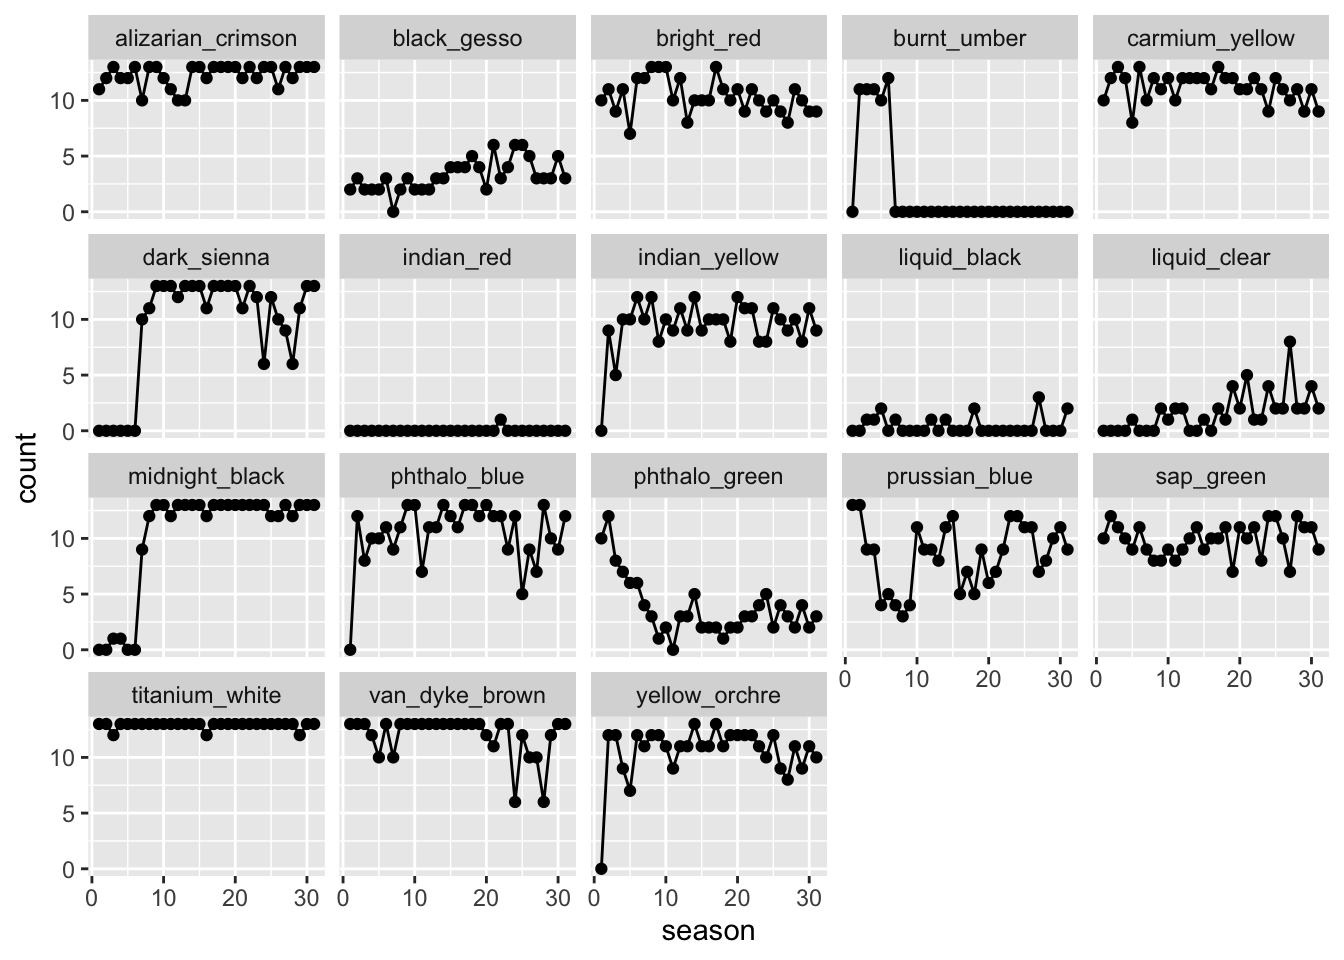 alizarian_crimson
black_gesso
bright_red
burnt_umber
carmium_yellow
10
5
0
dark_sienna
indian_red
indian_yellow
liquid_black
liquid_clear
10
5
0
count
midnight_black
phthalo_blue
phthalo_green
prussian_blue
sap_green
10
5
0
0 10 20 30
0 10 20 30
titanium_white
van_dyke_brown
yellow_orchre
10
5
0
0 10 20 30
0 10 20 30
0 10 20 30
season